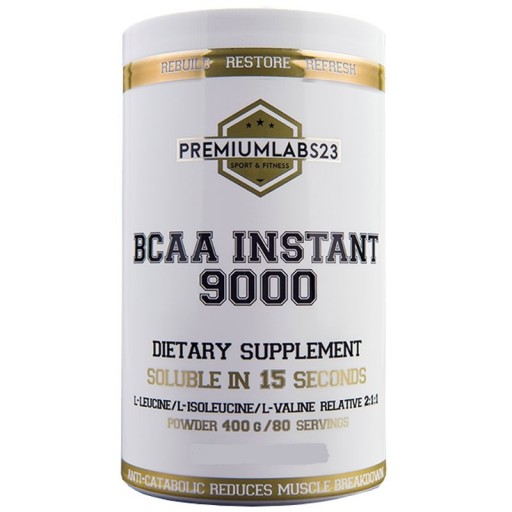 REBUILD RESTORE REFRESH
PREMIUMLABS23
SPORT & FITNESS
BCAA INSTANT
9000
DIETARY SUPPLEMENT
SOLUBLE IN 15 SECONDS
L-LEUCINE/L-ISOLEUCINE/L-VALINE RELATIVE 2:1:1
POWDER 400 G/80 SERVINGS
ANTI-CATABOLIC REDUCES MUSCLE BREAKDOWN